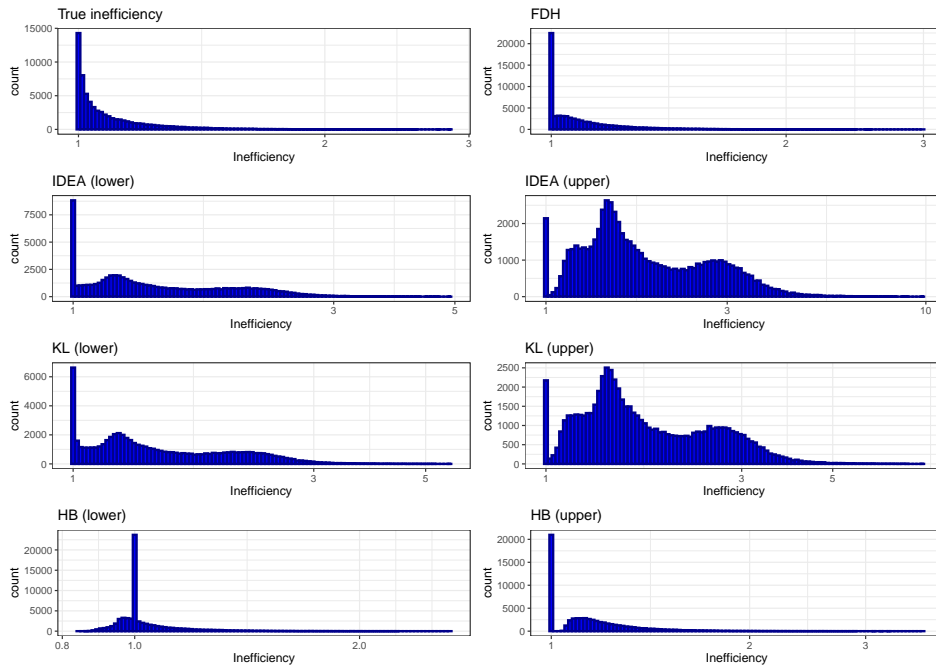 True inefficiency
count
15000
10000
5000
0
1
2
3
Inefficiency
FDH
count
20000
15000
10000
5000
0
1
2
3
Inefficiency
IDEA (lower)
count
7500
5000
2500
0
1
3
5
Inefficiency
IDEA (upper)
count
2000
1000
0
1
3
10
Inefficiency
KL (lower)
count
6000
4000
2000
0
1
3
5
Inefficiency
KL (upper)
count
2500
2000
1500
1000
500
0
1
3
5
Inefficiency
HB (lower)
count
20000
15000
10000
5000
0
0.8
1.0
2.0
Inefficiency
HB (upper)
count
20000
15000
10000
5000
0
1
2
3
Inefficiency